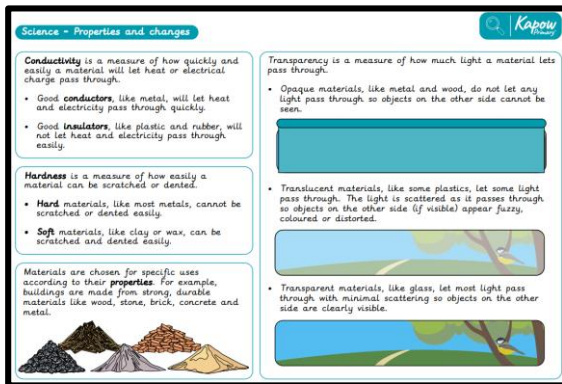 Science - Properties and changes
Kapow
Primary
Conductivity is a measure of how quickly and
easily a material will let heat or electrical
charge pass through.
• Good conductors, like metal, will let heat
and electricity pass through quickly.
• Good insulators, like plastic and rubber, will
not let heat and electricity pass through
easily.
Hardness is a measure of how easily a
material can be scratched or dented.
• Hard materials, like most metals, cannot be
scratched or dented easily.
• Soft materials, like clay or wax, can be
scratched and dented easily.
Materials are chosen for specific uses
according to their properties. For example,
buildings are made from strong, durable
materials like wood, stone, brick, concrete and
metal.
Transparency is a measure of how much light a material lets
pass through.
• Opaque materials, like metal and wood, do not let any
light pass through so objects on the other side cannot be
seen.
• Translucent materials, like some plastics, let some light
pass through. The light is scattered as it passes through
so objects on the other side (if visible) appear fuzzy,
coloured or distorted.
• Transparent materials, like glass, let most light pass
through with minimal scattering so objects on the other
side are clearly visible.